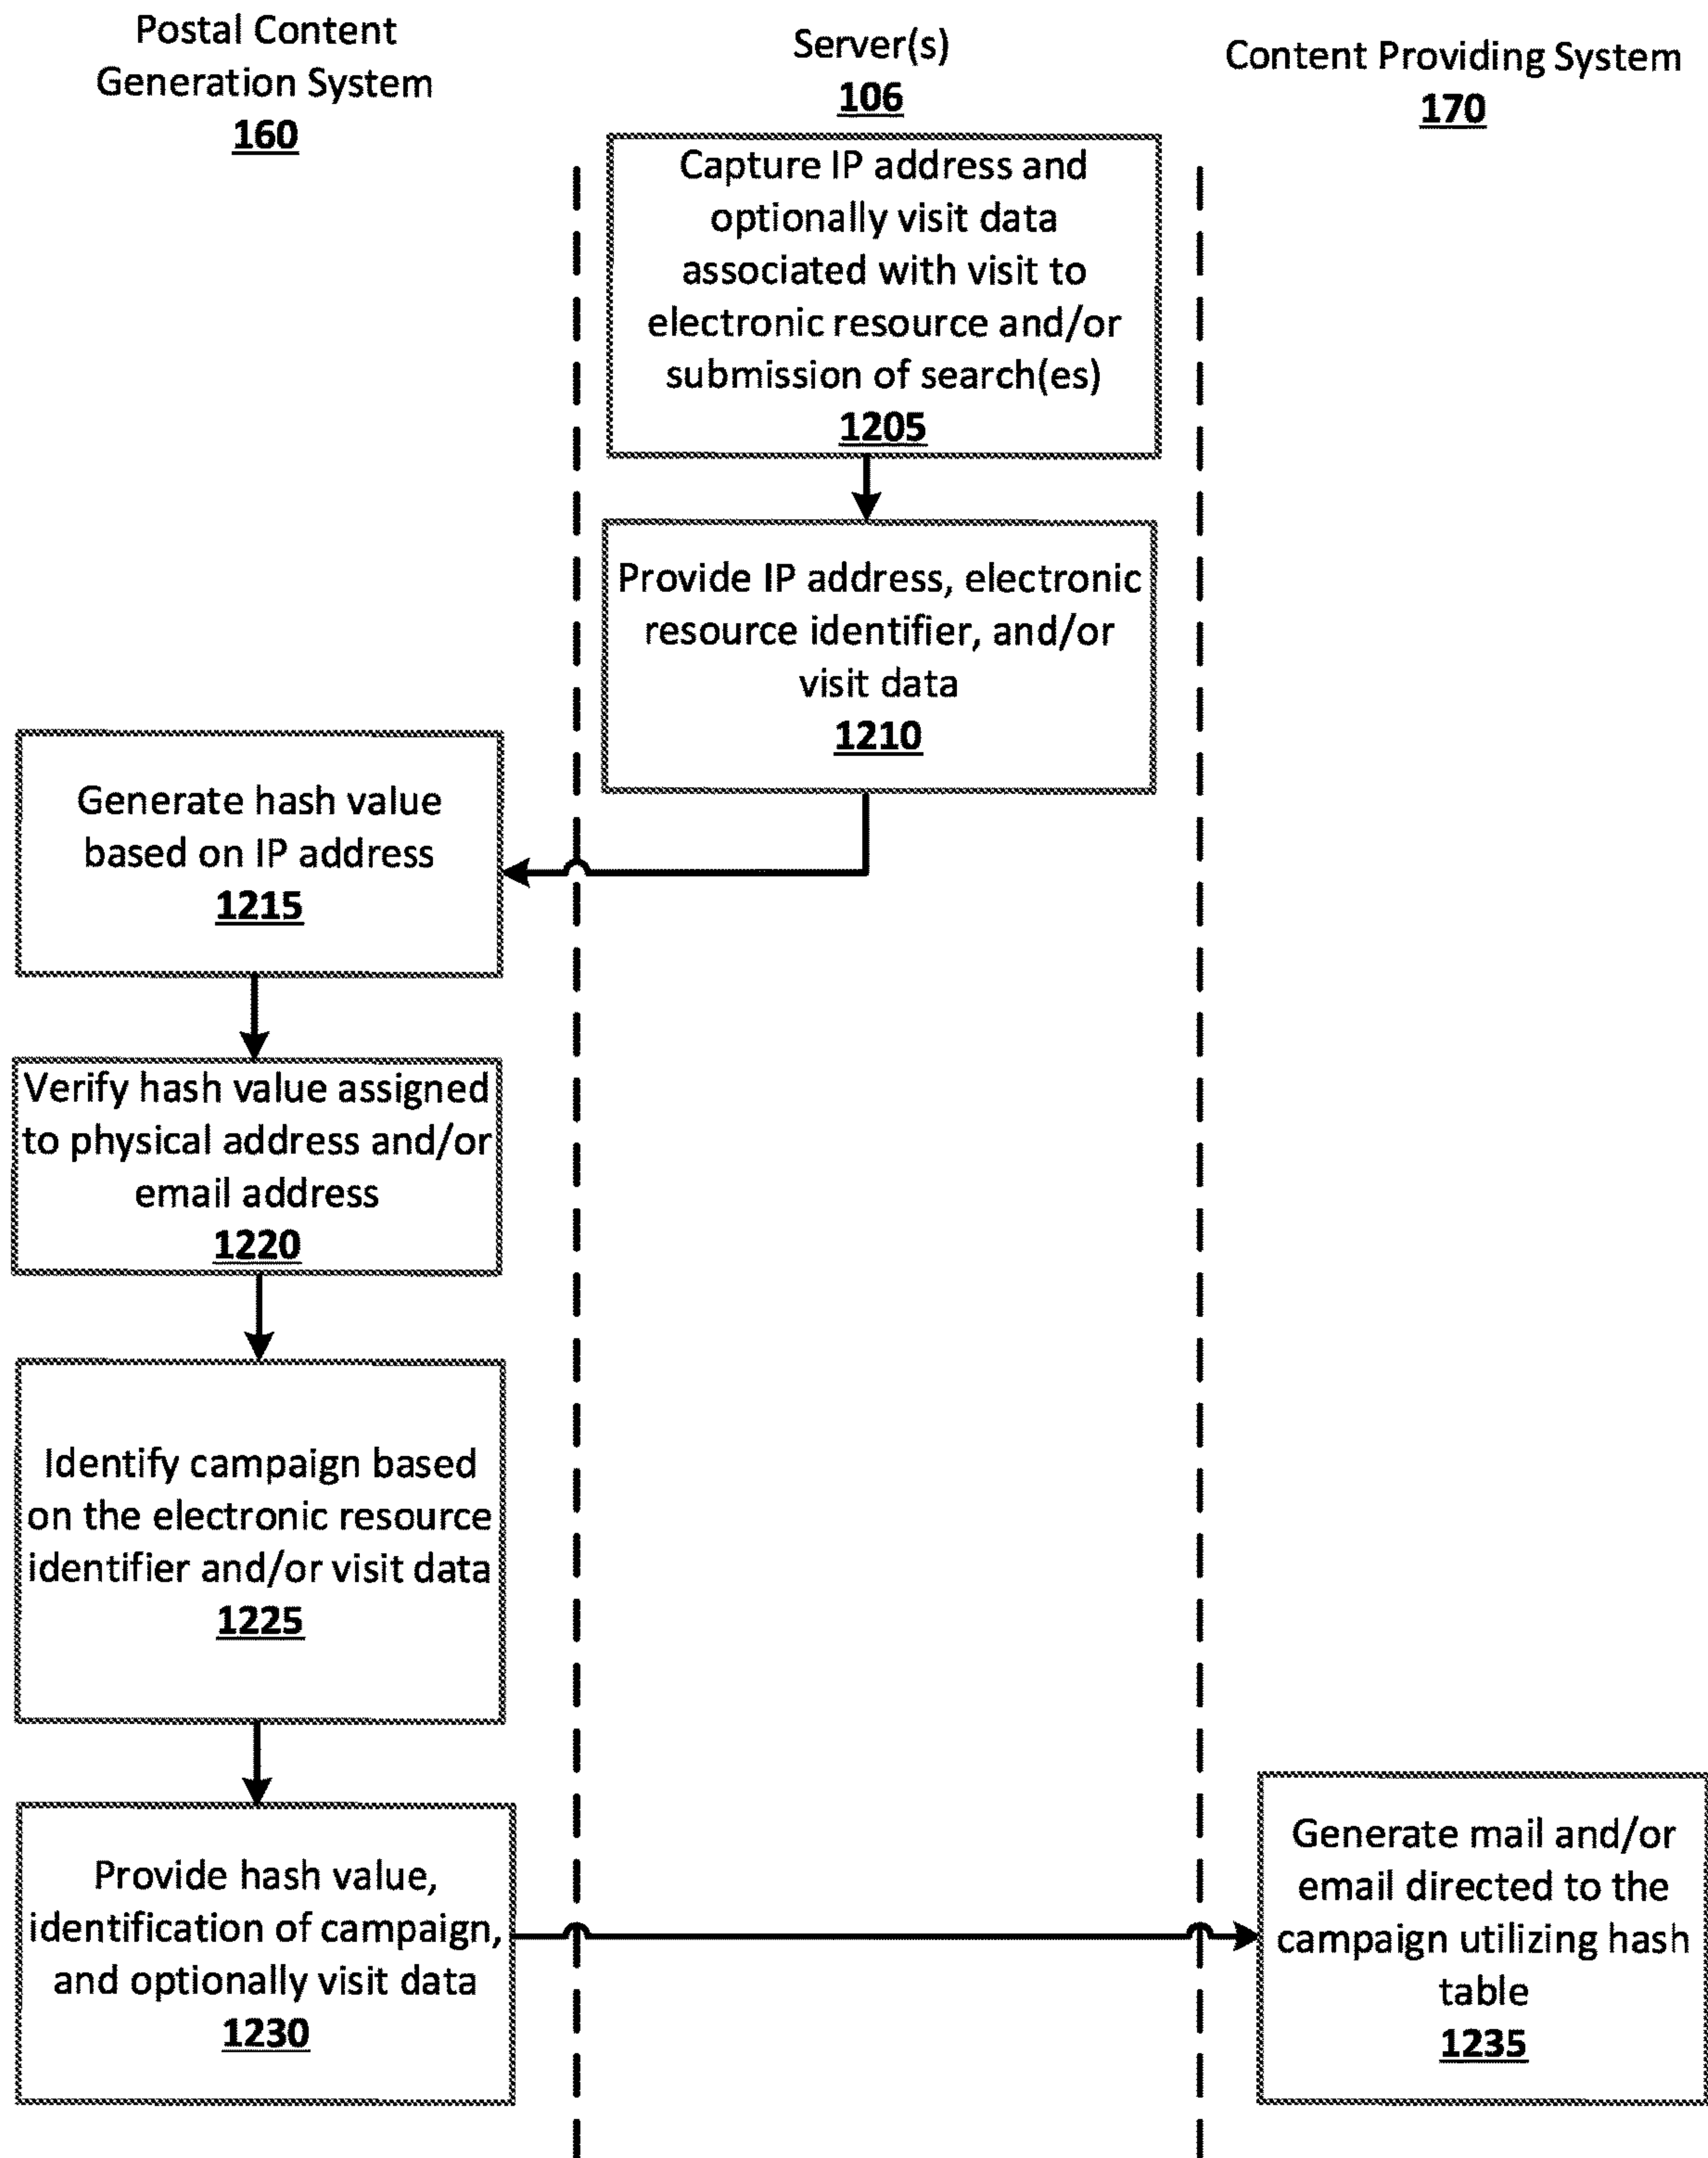 Postal Content
Generation System
160
Server(s)
106
Content Providing System
170
Capture IP address and
optionally visit data
associated with visit to
electronic resource and/or
submission of search(es)
1205
Provide IP address, electronic
resource identifier, and/or
visit data
1210
Generate hash value
based on IP address
1215
Verify hash value assigned
to physical address and/or
email address
1220
Identify campaign based
on the electronic resource
identifier and/or visit data
1225
Provide hash value,
identification of campaign,
and optionally visit data
1230
Generate mail and/or
email directed to the
campaign utilizing hash
table
1235